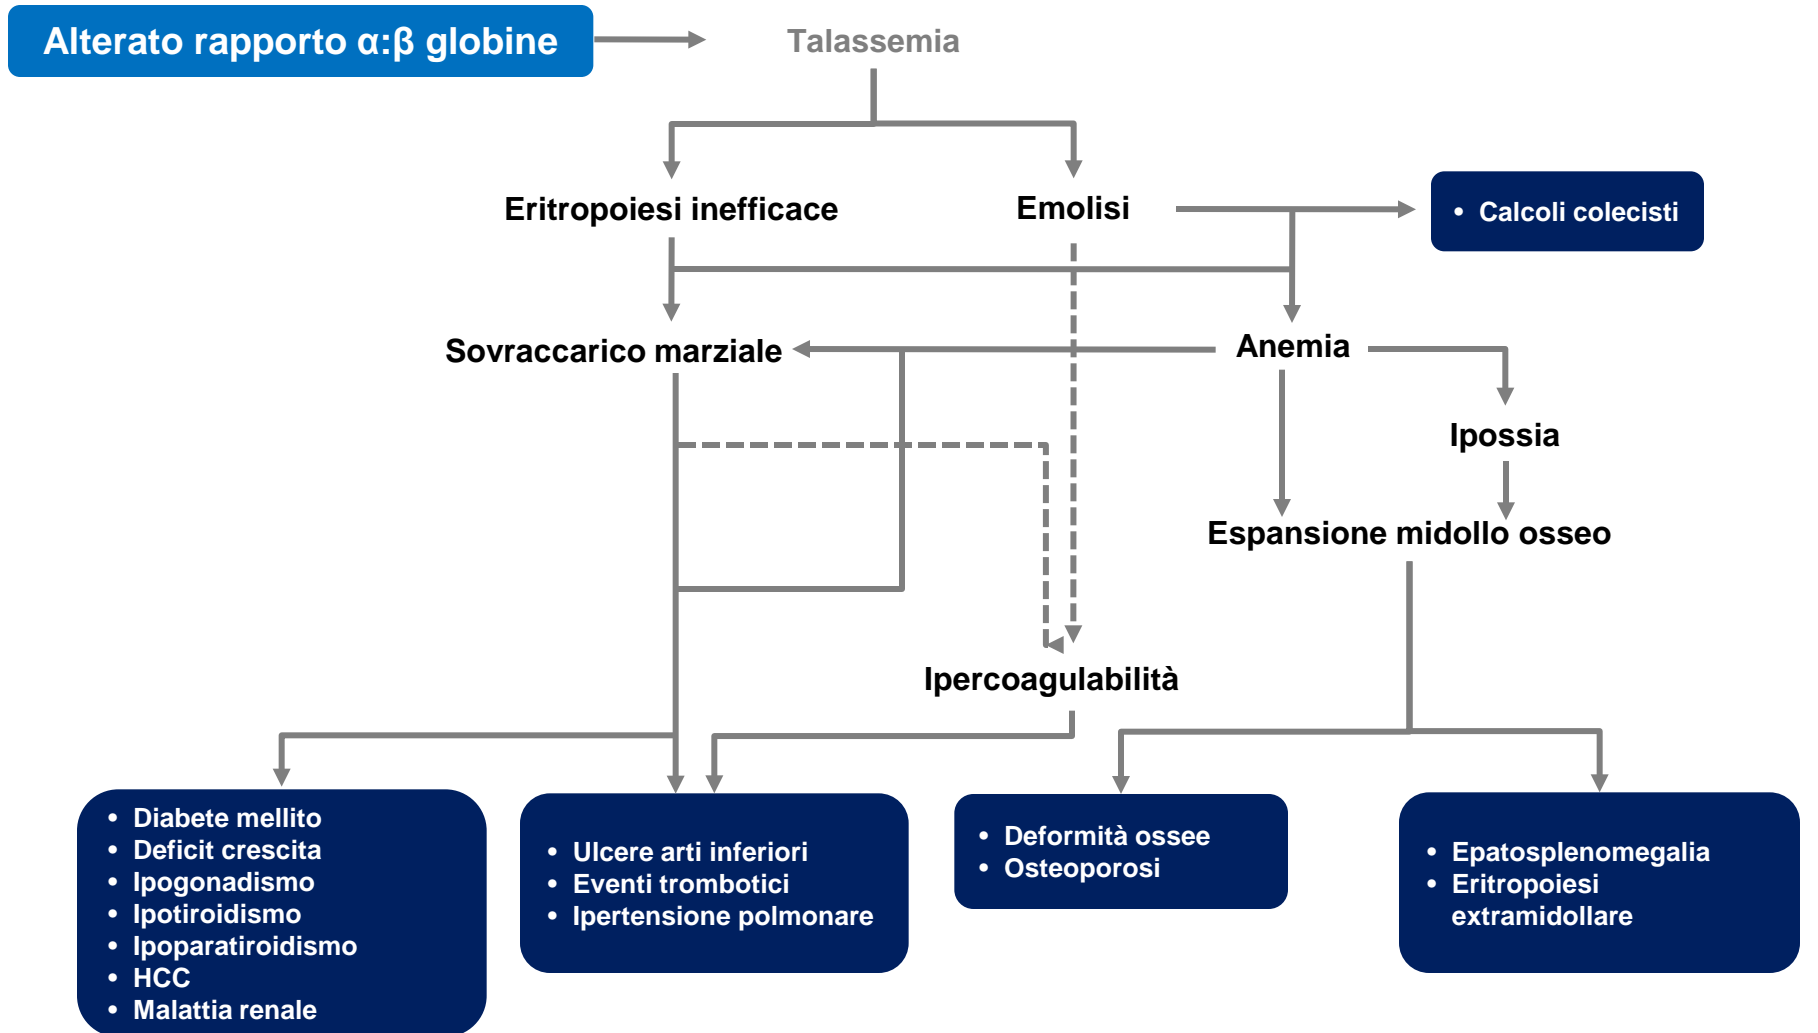 Alterato rapporto α:β globine
Talassemia
Eritropoiesi inefficace
Emolisi
• Calcoli colecisti
Sovraccarico marziale
Anemia
Ipossia
Espansione midollo osseo
Ipercoagulabilità
• Diabete mellito
• Deficit crescita
• Ipogonadismo
• Ipotiroidismo
• Ipoparatiroidismo
• HCC
• Malattia renale
• Ulcere arti inferiori
• Eventi trombotici
• Ipertensione polmonare
• Deformità ossee
• Osteoporosi
• Epatosplenomegalia
• Eritropoiesi
extramidollare